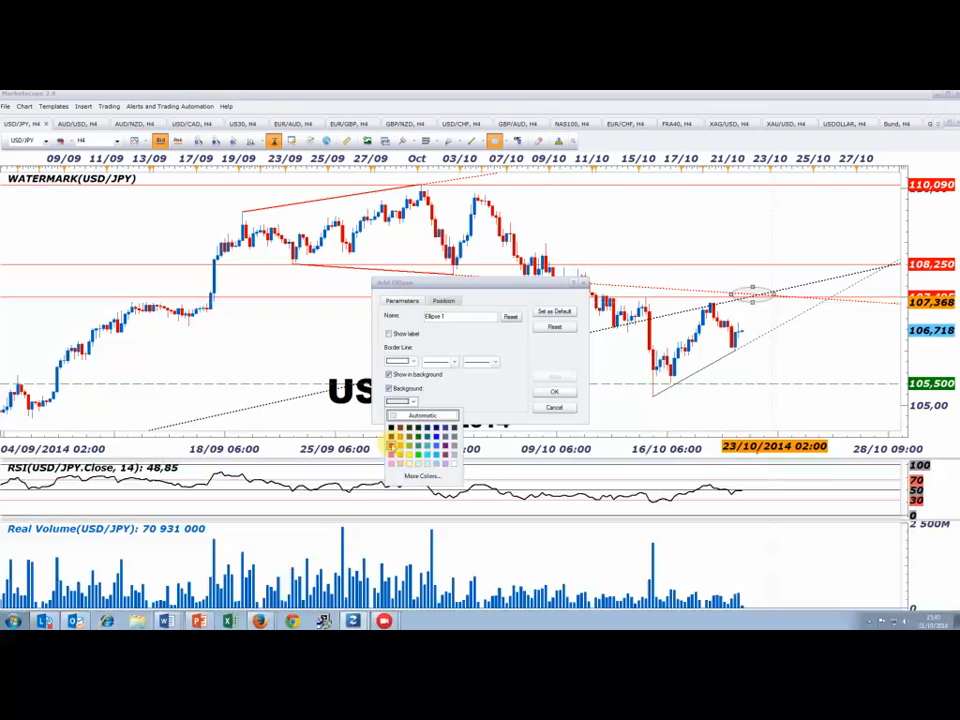 Marketscope 2.0
File Chart Templates Insert Trading Alerts and Trading Automation Help
USD/JPY, H4 AUD/USD, H4 AUD/NZD, H4 USD/CAD, H4 US30, H4 EUR/AUD, H4 EUR/GBP, H4 GBP/NZD, H4 USD/CHF, H4 GBP/AUD, H4 NAS100, H4 EUR/CHF, H4 FRA40, H4 XAG/USD, H4 XAU/USD, H4 USDOLLAR, H4 Bund, H4 G
USD/JPY H4 Bid Ask
09/09 11/09 13/09 17/09 19/09 23/09 25/09 27/09 Oct 03/10 07/10 09/10 11/10 15/10 17/10 21/10 23/10 25/10 27/10
WATERMARK(USD/JPY)
110,090
108,250
107,368
106,718
105,500
105,00
Add Ellipse
Parameters Position
Name: Ellipse 1 Reset
Set as Default
Reset
Show label
Border Line:
Show in background
Background:
OK
Cancel
Automatic
More Colors...
US
04/09/2014 18/09 06:00 25/09 06:00 :00 09/10 06:00 16/10 06:00 23/10/2014 02:00 28/10 09:00
RSI(USD/JPY.Close, 14): 48,85
100
70
50
30
0
Real Volume(USD/JPY): 70 931 000
2 500M
0